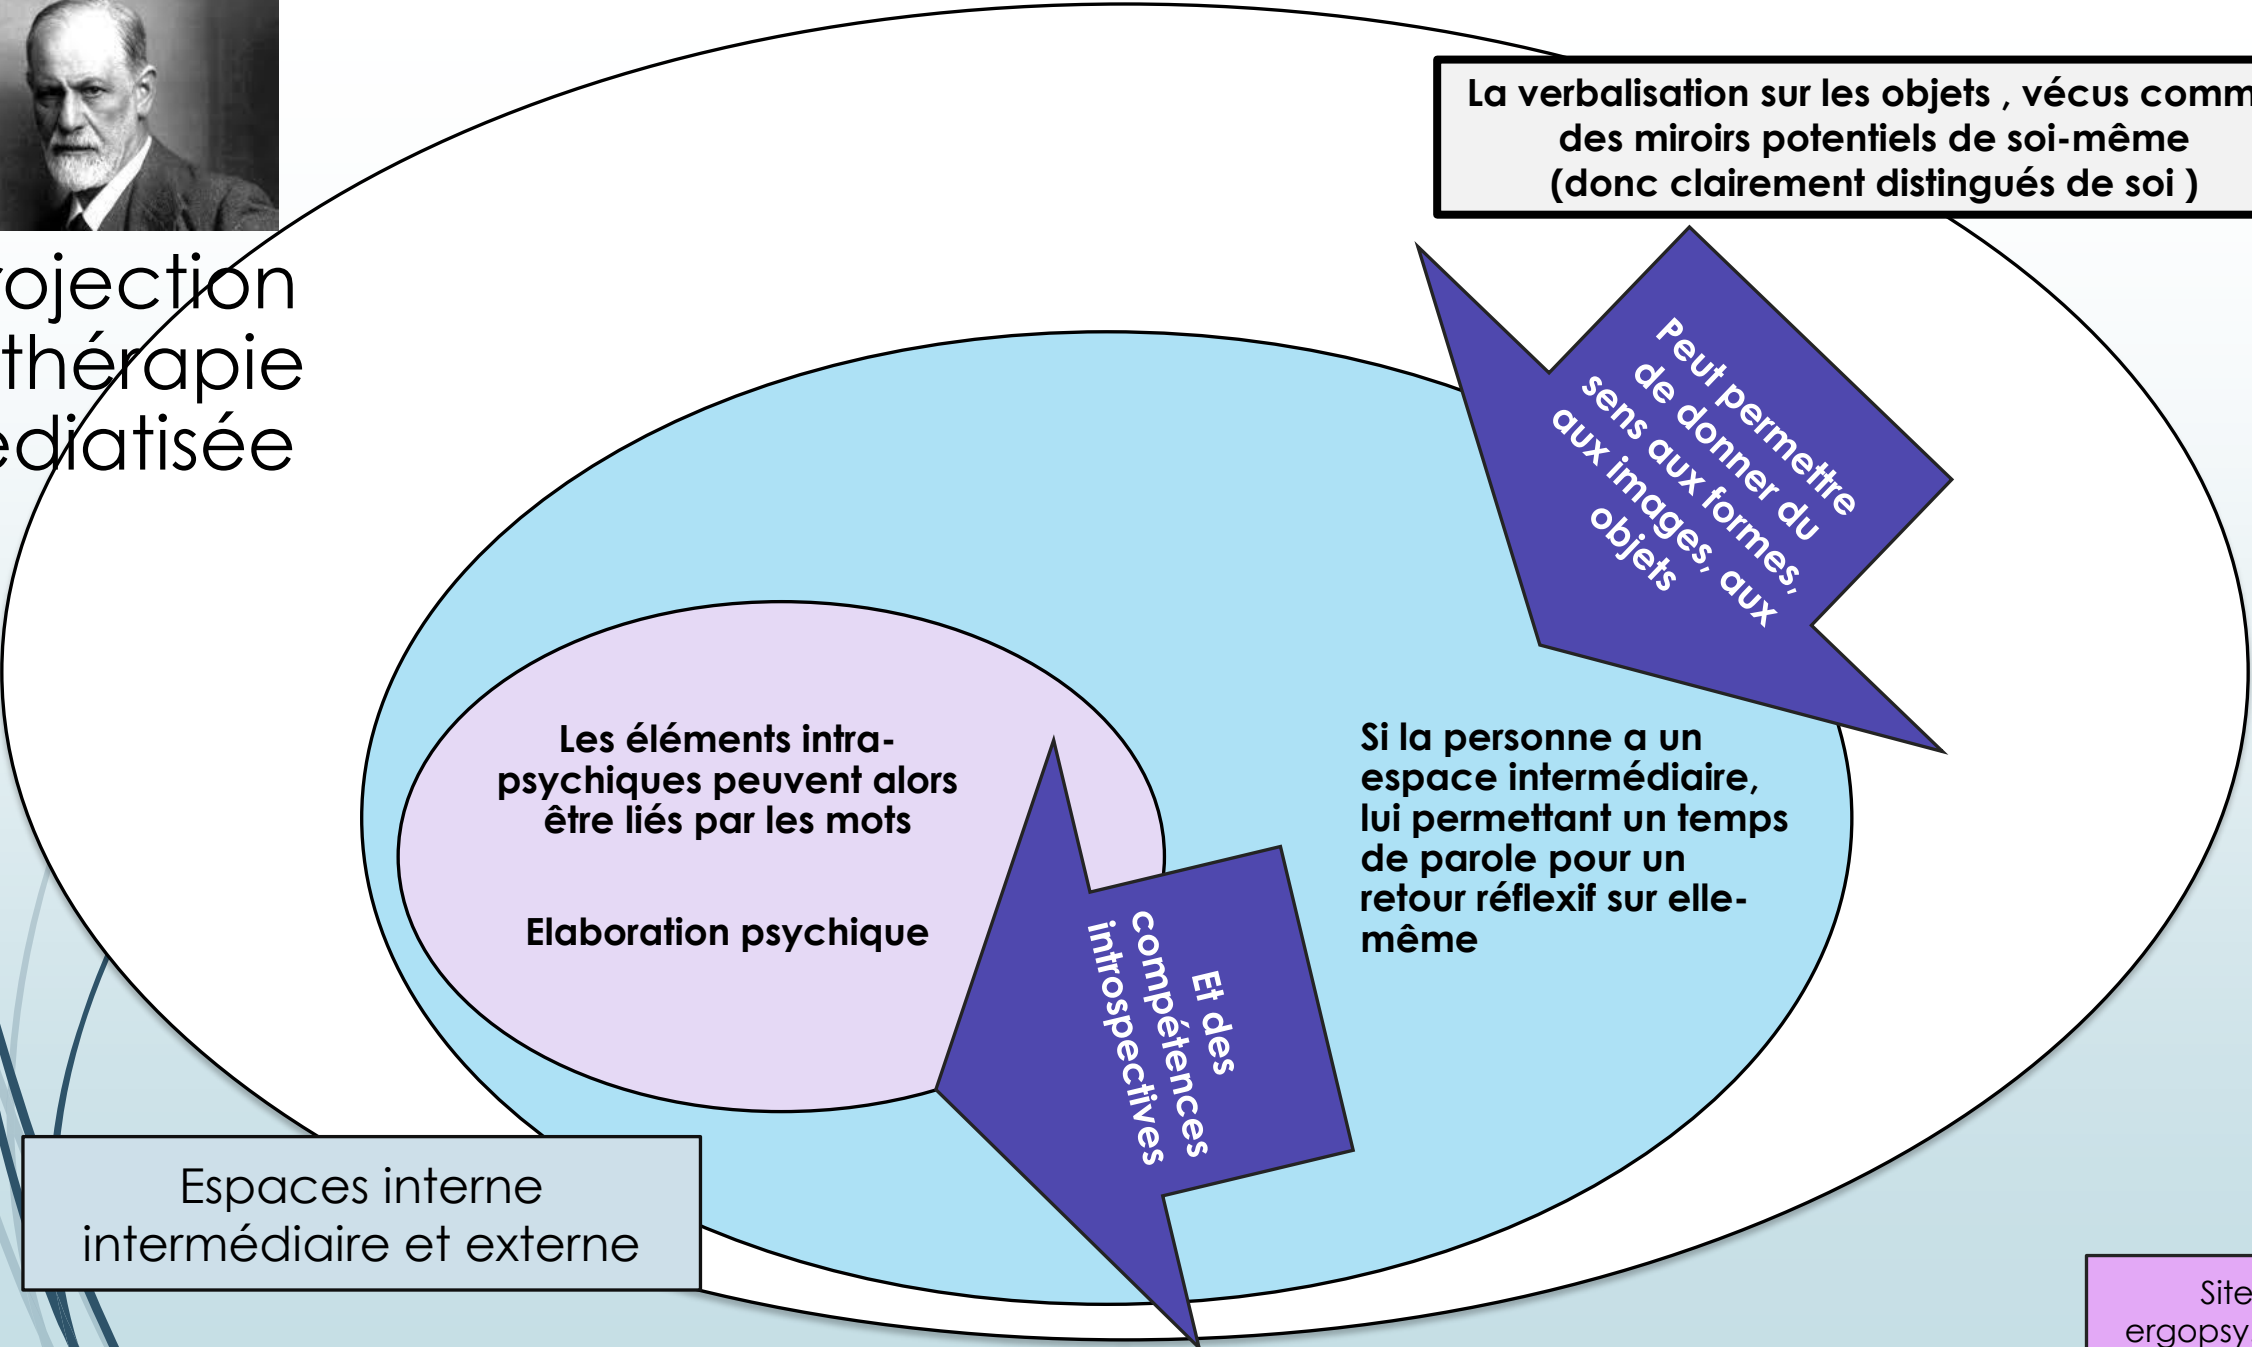 rojection
thérapie
édiatisée
La verbalisation sur les objets , vécus comm
des miroirs potentiels de soi-même
(donc clairement distingués de soi )
Peut permettre
de donner du
sens aux formes,
aux images, aux
objets
Si la personne a un
espace intermédiaire,
lui permettant un temps
de parole pour un
retour réflexif sur elle-
même
Et des
compétences
introspectives
Les éléments intra-
psychiques peuvent alors
être liés par les mots
Elaboration psychique
Espaces interne
intermédiaire et externe
Site
ergopsy